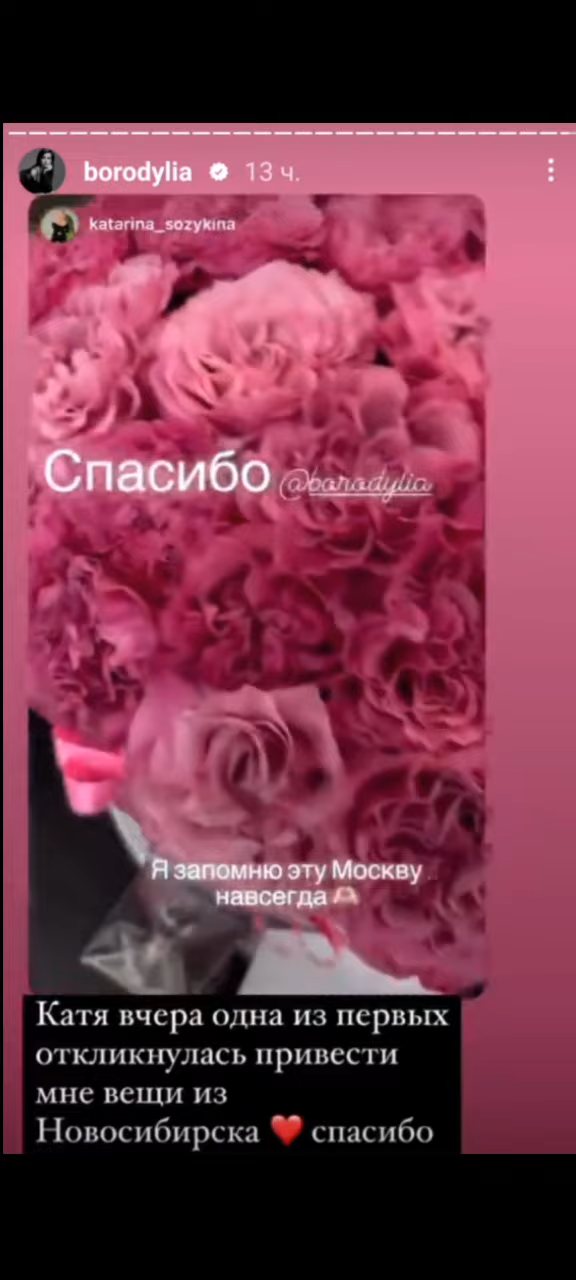 borodylia 13 ч.
katarina_sozykina
Спасибо @borodylia
Я запомню эту Москву
навсегда 🫶🏻
Катя вчера одна из первых
откликнулась привести
мне вещи из
Новосибирска ❤️ спасибо